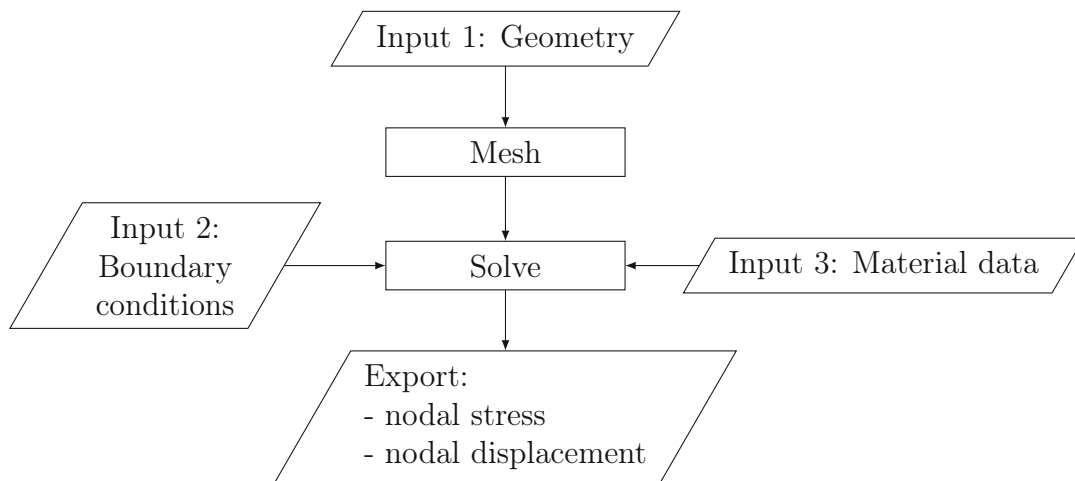 Input 1: Geometry
Mesh
Input 2:
Boundary
conditions
Solve
Input 3: Material data
Export:
- nodal stress
- nodal displacement